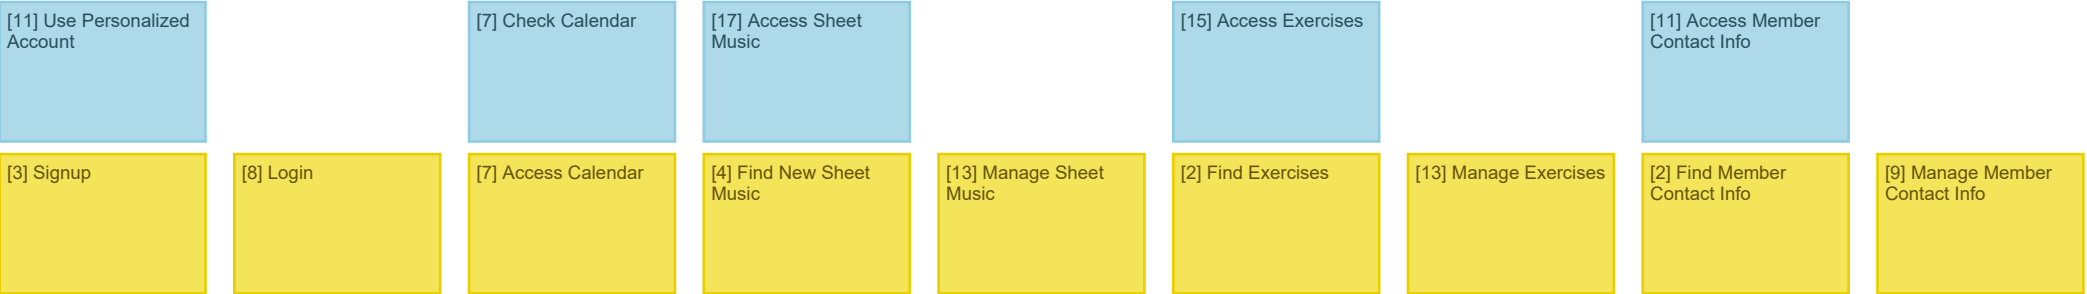 [11] Use Personalized
Account
[7] Check Calendar
[17] Access Sheet
Music
[15] Access Exercises
[11] Access Member
Contact Info
[3] Signup
[8] Login
[7] Access Calendar
[4] Find New Sheet
Music
[13] Manage Sheet
Music
[2] Find Exercises
[13] Manage Exercises
[2] Find Member
Contact Info
[9] Manage Member
Contact Info